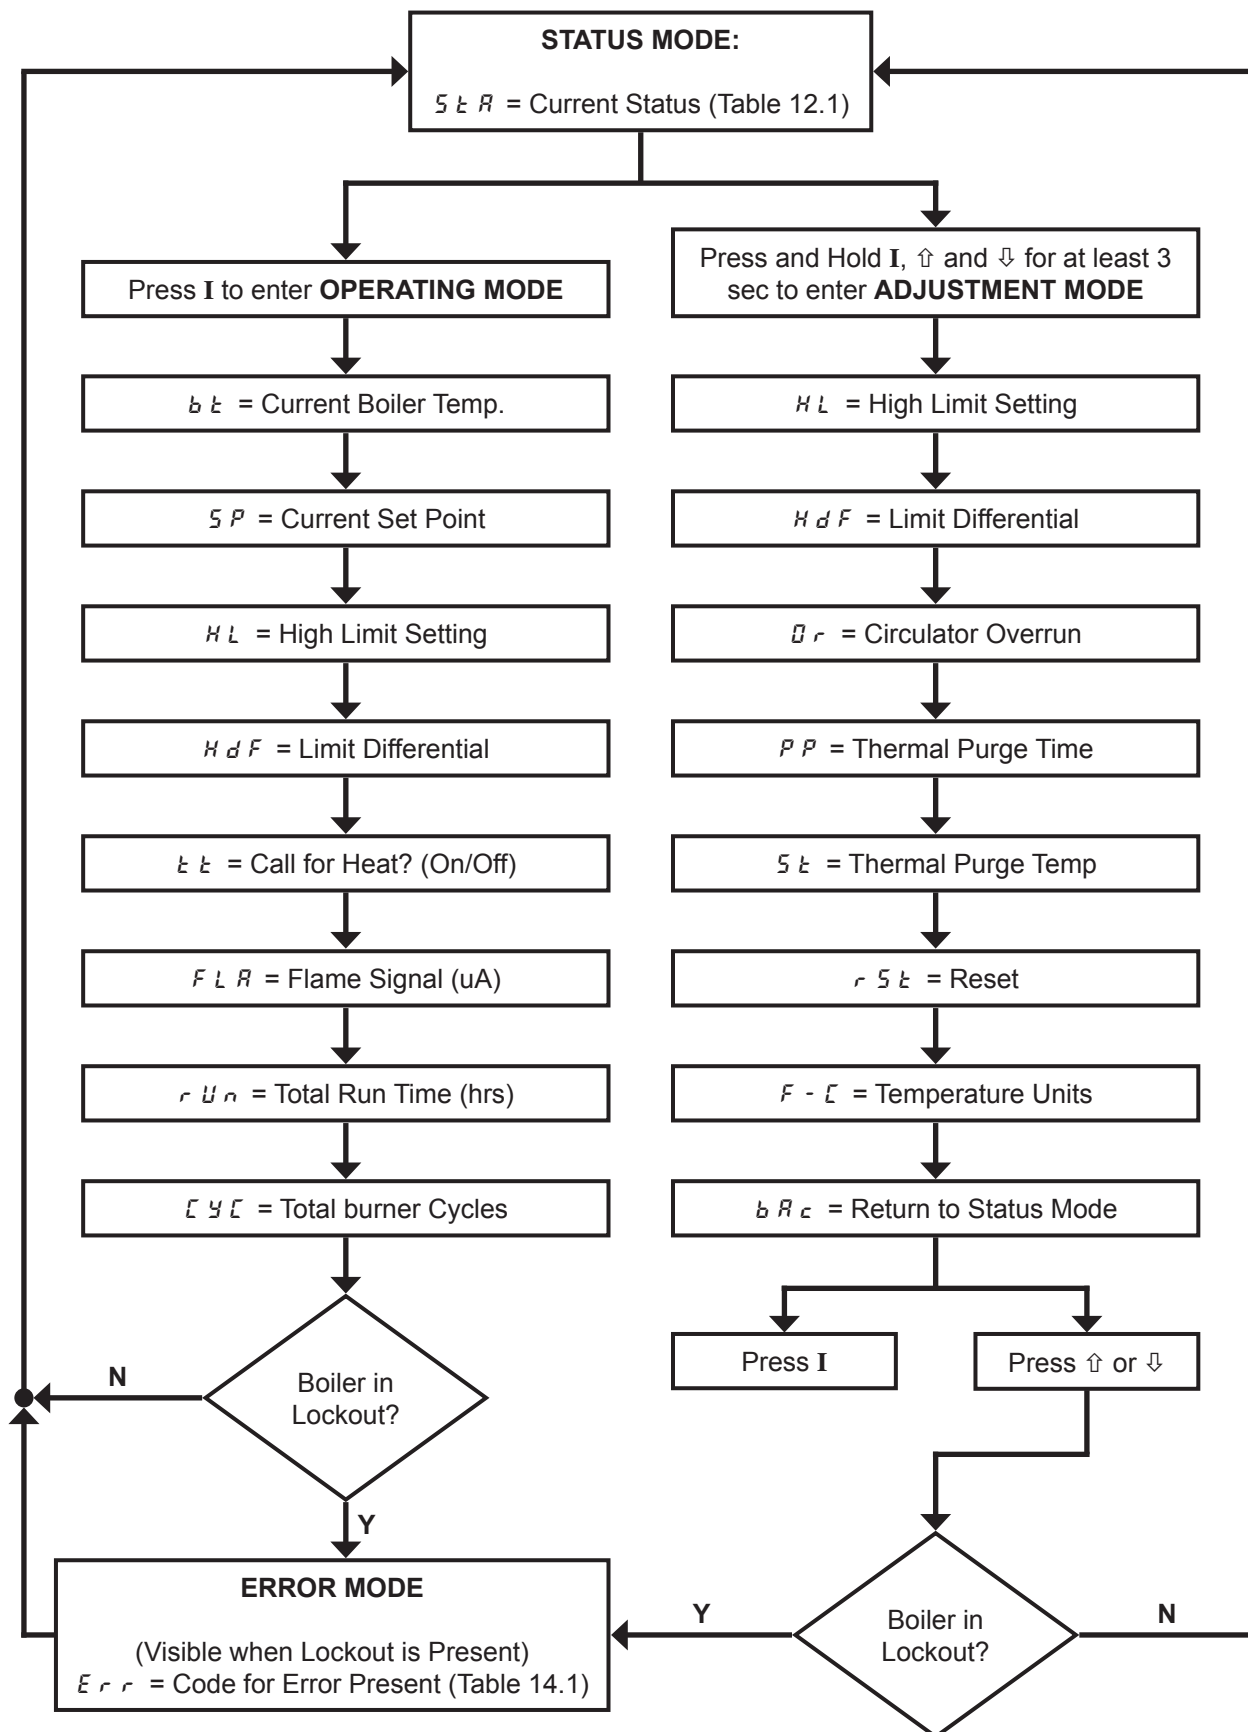 STATUS MODE:
StA = Current Status (Table 12.1)
Press I to enter OPERATING MODE
bt = Current Boiler Temp.
SP = Current Set Point
HL = High Limit Setting
HdF = Limit Differential
tt = Call for Heat? (On/Off)
FLA = Flame Signal (uA)
rUn = Total Run Time (hrs)
CYC = Total burner Cycles
Boiler in
Lockout?
N
Y
ERROR MODE
(Visible when Lockout is Present)
Err = Code for Error Present (Table 14.1)
Press and Hold I, ⇧ and ⇩ for at least 3
sec to enter ADJUSTMENT MODE
HL = High Limit Setting
HdF = Limit Differential
Or = Circulator Overrun
PP = Thermal Purge Time
St = Thermal Purge Temp
rSt = Reset
F-C = Temperature Units
bAc = Return to Status Mode
Press I
Press ⇧ or ⇩
Boiler in
Lockout?
Y
N